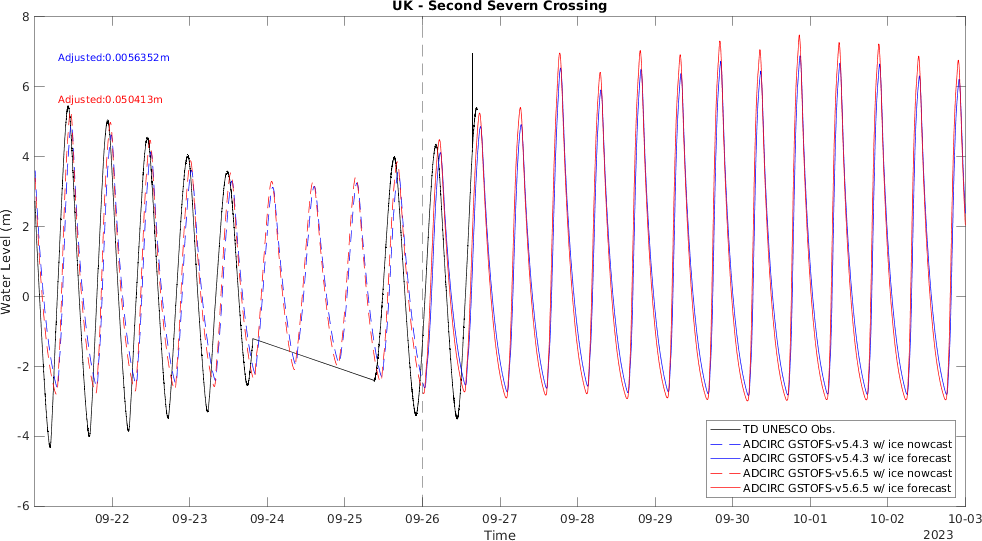 UK - Second Severn Crossing
8
6
4
2
0
-2
-4
-6
Water Level (m)
Adjusted:0.0056352m
Adjusted:0.050413m
TD UNESCO Obs.
ADCIRC GSTOFS-v5.4.3 w/ ice nowcast
ADCIRC GSTOFS-v5.4.3 w/ ice forecast
ADCIRC GSTOFS-v5.6.5 w/ ice nowcast
ADCIRC GSTOFS-v5.6.5 w/ ice forecast
09-22 09-23 09-24 09-25 09-26 09-27 09-28 09-29 09-30 10-01 10-02 10-03
Time
2023